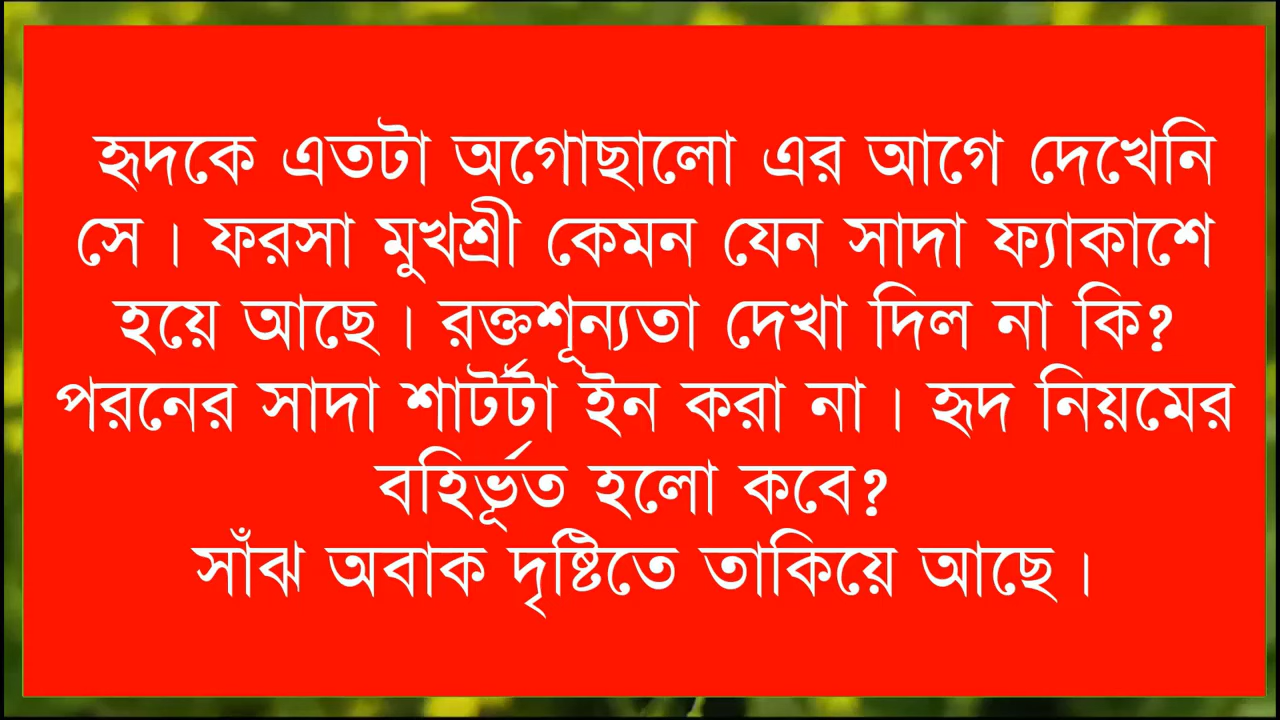 হৃদকে এতটা অগোছালো এর আগে দেখেনি
সে। ফরসা মুখশ্রী কেমন যেন সাদা ফ্যাকাশে
হয়ে আছে। রক্তশূন্যতা দেখা দিল না কি?
পরনের সাদা শার্টটা ইন করা না। হৃদ নিয়মের
বহির্ভূত হলো কবে?
সাঁঝ অবাক দৃষ্টিতে তাকিয়ে আছে।